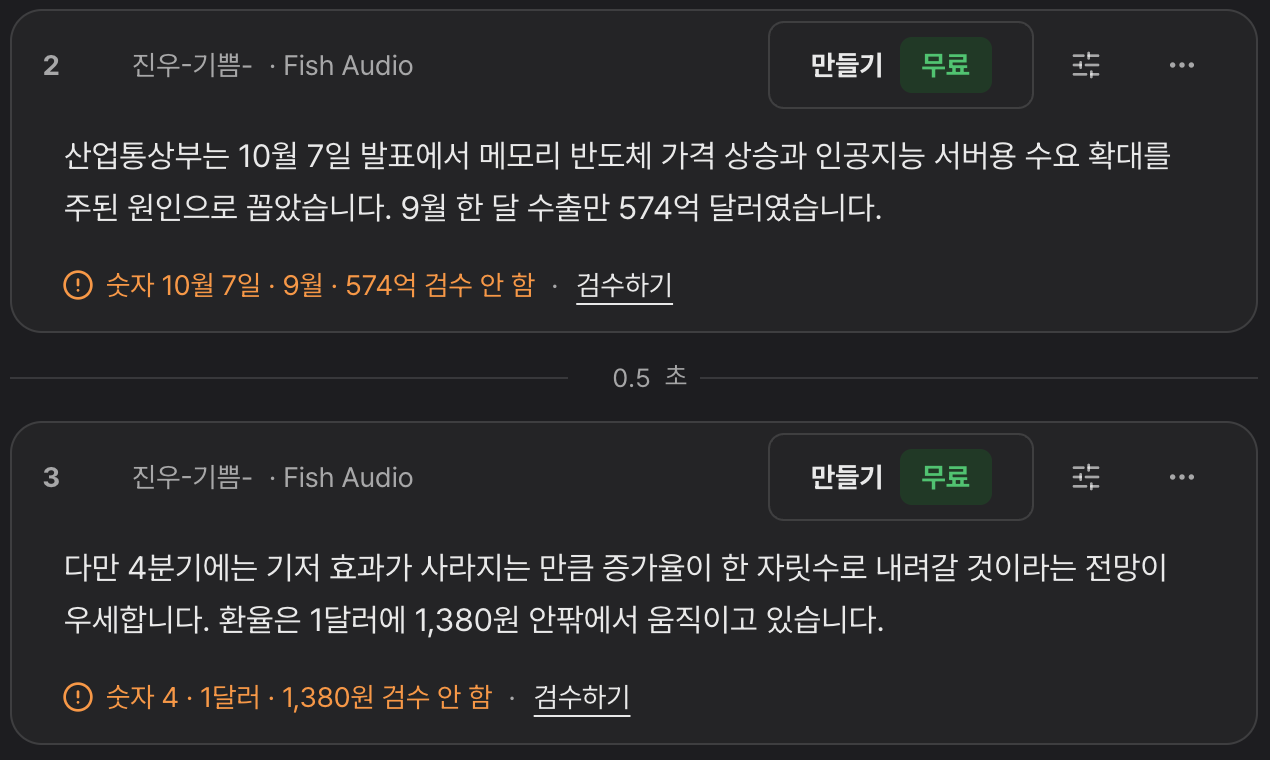 2 진우-기쁨- · Fish Audio 만들기 무료
산업통상부는 10월 7일 발표에서 메모리 반도체 가격 상승과 인공지능 서버용 수요 확대를
주된 원인으로 꼽았습니다. 9월 한 달 수출만 574억 달러였습니다.
숫자 10월 7일 · 9월 · 574억 검수 안 함 · 검수하기
0.5 초
3 진우-기쁨- · Fish Audio 만들기 무료
다만 4분기에는 기저 효과가 사라지는 만큼 증가율이 한 자릿수로 내려갈 것이라는 전망이
우세합니다. 환율은 1달러에 1,380원 안팎에서 움직이고 있습니다.
숫자 4 · 1달러 · 1,380원 검수 안 함 · 검수하기